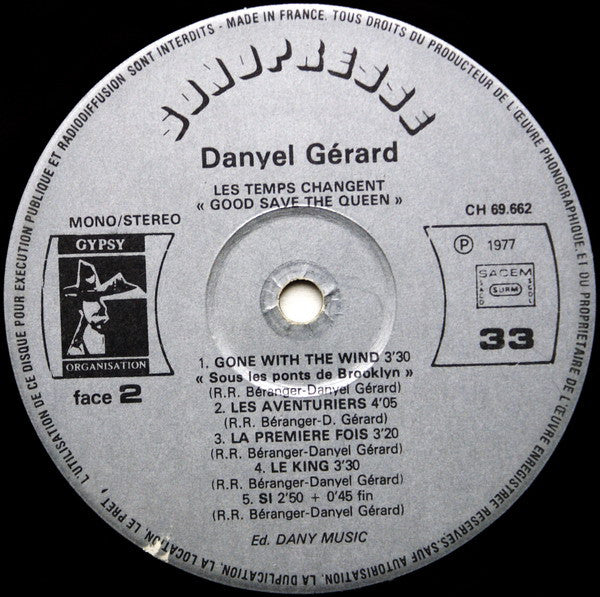 L'UTILISATION DE CE DISQUE POUR EXECUTION PUBLIQUE ET RADIODIFFUSION SONT INTERDITS - MADE IN FRANCE. TOUS DROITS DU PRODUCTEUR DE L'ŒUVRE PHONOGRAPHIQUE ET DU PROPRIETAIRE DE L'ŒUVRE ENREGISTREE RESERVES. SAUF AUTORISATION, LA DUPLICATION, LA LOCATION, LE PRET,
SONOPRESSE
Danyel Gérard
LES TEMPS CHANGENT
« GOOD SAVE THE QUEEN »
MONO/STEREO
CH 69.662
GYPSY
ORGANISATION
face 2
Ⓟ 1977
SACEM
SACD
SDRM
SGDL
33
1. GONE WITH THE WIND 3'30
« Sous les ponts de Brooklyn »
(R.R. Béranger-Danyel Gérard)
2. LES AVENTURIERS 4'05
(R.R. Béranger-D. Gérard)
3. LA PREMIERE FOIS 3'20
(R.R. Béranger-Danyel Gérard)
4. LE KING 3'30
(R.R. Béranger-Danyel Gérard)
5. SI 2'50 + 0'45 fin
(R.R. Béranger-Danyel Gérard)
Ed. DANY MUSIC